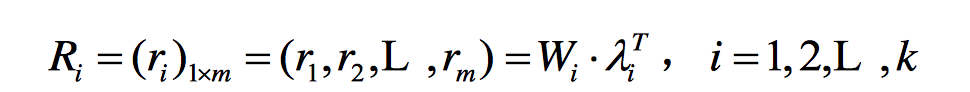 R_i = (r_i)_{1×m} = (r_1, r_2, L , r_m) = W_i · λ_i^T ， i = 1, 2, L , k